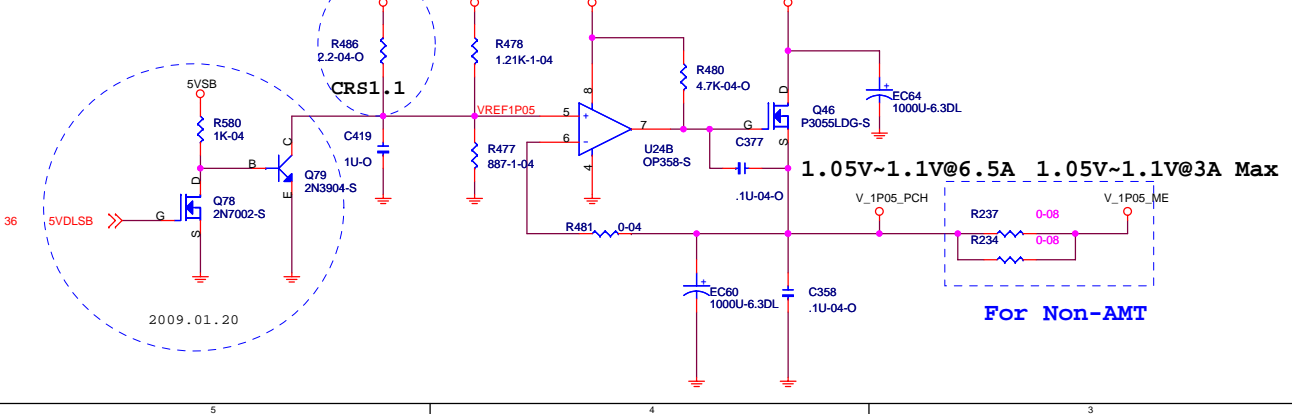 R486
2.2-04-O
CRS1.1
R478
1.21K-1-04
R480
4.7K-04-O
EC64
1000U-6.3DL
D
Q46
P3055LDG-S
G
S
5VSB
R580
1K-04
VREF1P05
5
+
8
7
6
-
4
U24B
OP358-S
C419
1U-O
R477
887-1-04
C377
.1U-04-O
C
B
E
Q79
2N3904-S
D
G
S
Q78
2N7002-S
36
5VDLSB
1.05V~1.1V@6.5A 1.05V~1.1V@3A Max
V_1P05_PCH
V_1P05_ME
R481
0-04
R237
0-08
R234
0-08
+
EC60
1000U-6.3DL
C358
.1U-04-O
+
For Non-AMT
2009.01.20
5
4
3